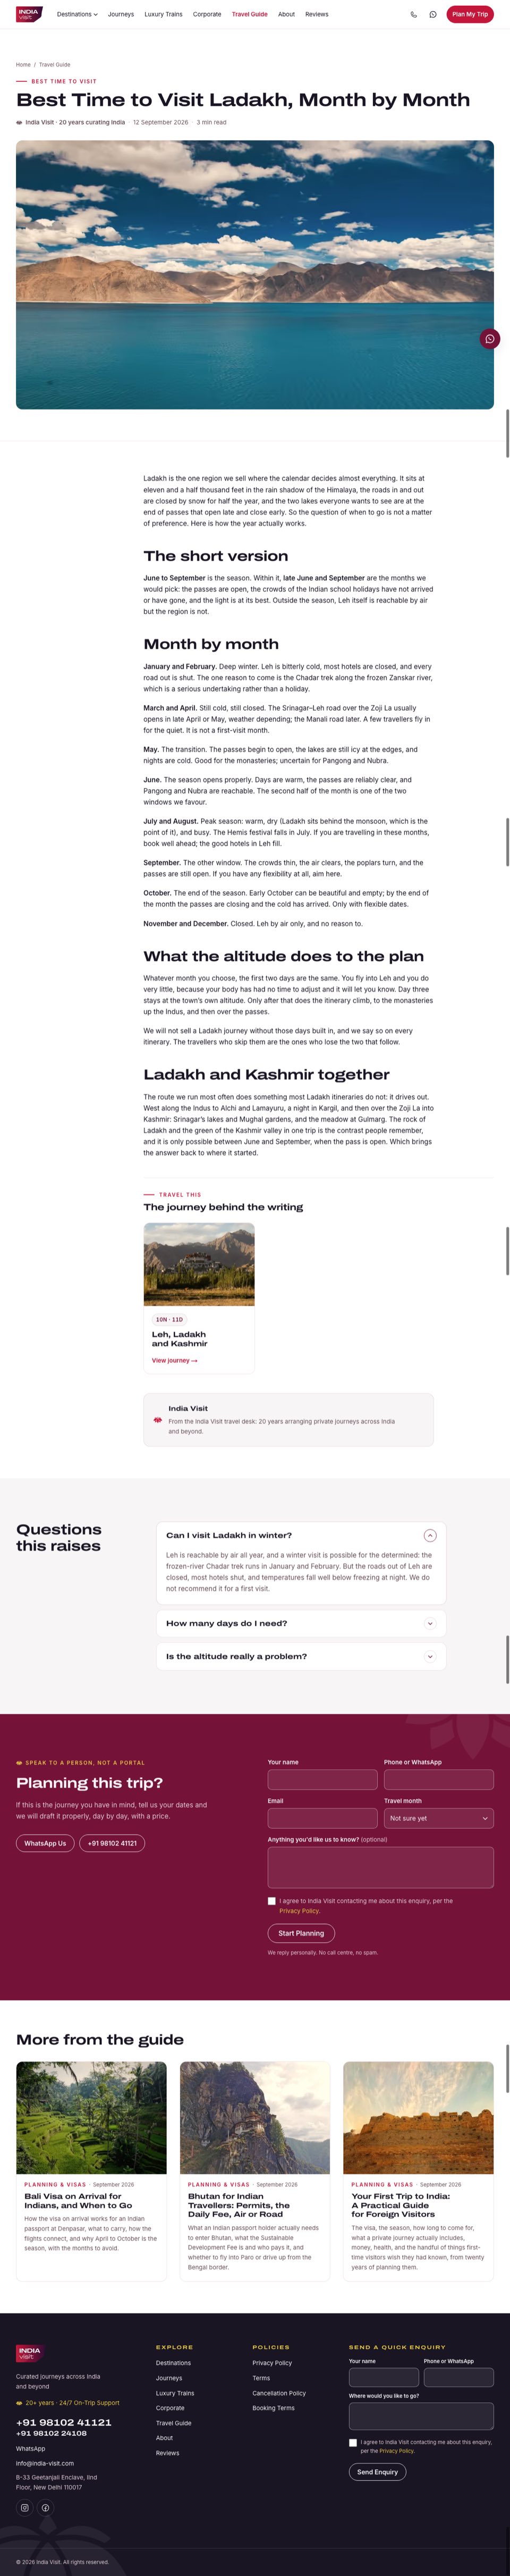 INDIA
visit
Destinations
Journeys
Luxury Trains
Corporate
Travel Guide
About
Reviews
Plan My Trip
Home / Travel Guide
BEST TIME TO VISIT
Best Time to Visit Ladakh, Month by Month
India Visit · 20 years curating India · 12 September 2026 · 3 min read
Ladakh is the one region we sell where the calendar decides almost everything. It sits at
eleven and a half thousand feet in the rain shadow of the Himalaya, the roads in and out
are closed by snow for half the year, and the two lakes everyone wants to see are at the
end of passes that open late and close early. So the question of when to go is not a matter
of preference. Here is how the year actually works.
The short version
June to September is the season. Within it, late June and September are the months we
would pick: the passes are open, the crowds of the Indian school holidays have not arrived
or have gone, and the light is at its best. Outside the season, Leh itself is reachable by air
but the region is not.
Month by month
January and February. Deep winter. Leh is bitterly cold, most hotels are closed, and every
road out is shut. The one reason to come is the Chadar trek along the frozen Zanskar river,
which is a serious undertaking rather than a holiday.
March and April. Still cold, still closed. The Srinagar–Leh road over the Zoji La usually
opens late April or May, weather depending; the Manali road later. A few travellers fly in
for the quiet. It is not a first-visit month.
May. The transition. The passes begin to open, the lakes are still icy at the edges, and
nights are cold. Good for the monasteries; uncertain for Pangong and Nubra.
June. The season opens properly. Days are warm, the passes are reliably clear, and
Pangong and Nubra are reachable. The second half of the month is one of the two
windows we favour.
July and August. Peak season: warm, dry (Ladakh sits behind the monsoon, which is the
point of it), and busy. The Hemis festival falls in July. If you are travelling in these months,
book well ahead; the good hotels in Leh fill.
September. The other window. The crowds thin, the air clears, the poplars turn, and the
passes are still open. If you have any flexibility at all, aim here.
October. The end of the season. Early October can be beautiful and empty; by the end of
the month the passes are closing and the cold has arrived. Only with flexible dates.
November and December. Closed. Leh by air only, and no reason to.
What the altitude does to the plan
Whatever month you choose, the first two days are the same. You fly into Leh and you do
very little, because your body has had no time to adjust and it will let you know. Day three
stays at the town's own altitude. Only after that does the itinerary climb, to the monasteries
up the Indus, and then over the passes.
We will not sell a Ladakh journey without those days built in, and we say so on every
itinerary. The travellers who skip them are the ones who lose the two that follow.
Ladakh and Kashmir together
The route we run most often does something most Ladakh itineraries do not: it drives out.
West along the Indus to Alchi and Lamayuru, a night in Kargil, and then over the Zoji La into
Kashmir: Srinagar's lakes and Mughal gardens, and the meadow at Gulmarg. The rock of
Ladakh and the green of the Kashmir valley in one trip is the contrast people remember,
and it is only possible between June and September, when the pass is open. Which brings
the answer back to where it started.
TRAVEL THIS
The journey behind the writing
10N · 11D
Leh, Ladakh
and Kashmir
View journey
India Visit
From the India Visit travel desk: 20 years arranging private journeys across India
and beyond.
Questions
this raises
Can I visit Ladakh in winter?
Leh is reachable by air all year, and a winter visit is possible for the determined: the
frozen-river Chadar trek runs in January and February. But the roads out of Leh are
closed, most hotels shut, and temperatures fall well below freezing at night. We do
not recommend it for a first visit.
How many days do I need?
Is the altitude really a problem?
SPEAK TO A PERSON, NOT A PORTAL
Planning this trip?
If this is the journey you have in mind, tell us your dates and
we will draft it properly, day by day, with a price.
WhatsApp Us
+91 98102 41121
Your name
Phone or WhatsApp
Email
Travel month
Not sure yet
Anything you'd like us to know? (optional)
I agree to India Visit contacting me about this enquiry, per the
Privacy Policy.
Start Planning
We reply personally. No call centre, no spam.
More from the guide
PLANNING & VISAS · September 2026
Bali Visa on Arrival for
Indians, and When to Go
How the visa on arrival works for an Indian
passport at Denpasar, what to carry, how the
flights connect, and why April to October is the
season, with the months to avoid.
PLANNING & VISAS · September 2026
Bhutan for Indian
Travellers: Permits, the
Daily Fee, Air or Road
What an Indian passport holder actually needs
to enter Bhutan, what the Sustainable
Development Fee is and who pays it, and
whether to fly into Paro or drive up from the
Bengal border.
PLANNING & VISAS · September 2026
Your First Trip to India:
A Practical Guide
for Foreign Visitors
The visa, the season, how long to come for,
what a private journey actually includes,
money, health, and the handful of things first-
time visitors wish they had known, from twenty
years of planning them.
INDIA
visit
Curated journeys across India
and beyond
20+ years · 24/7 On-Trip Support
+91 98102 41121
+91 98102 24108
WhatsApp
info@india-visit.com
B-33 Geetanjali Enclave, IInd
Floor, New Delhi 110017
EXPLORE
Destinations
Journeys
Luxury Trains
Corporate
Travel Guide
About
Reviews
POLICIES
Privacy Policy
Terms
Cancellation Policy
Booking Terms
SEND A QUICK ENQUIRY
Your name
Phone or WhatsApp
Where would you like to go?
I agree to India Visit contacting me about this enquiry,
per the Privacy Policy.
Send Enquiry
© 2026 India Visit. All rights reserved.